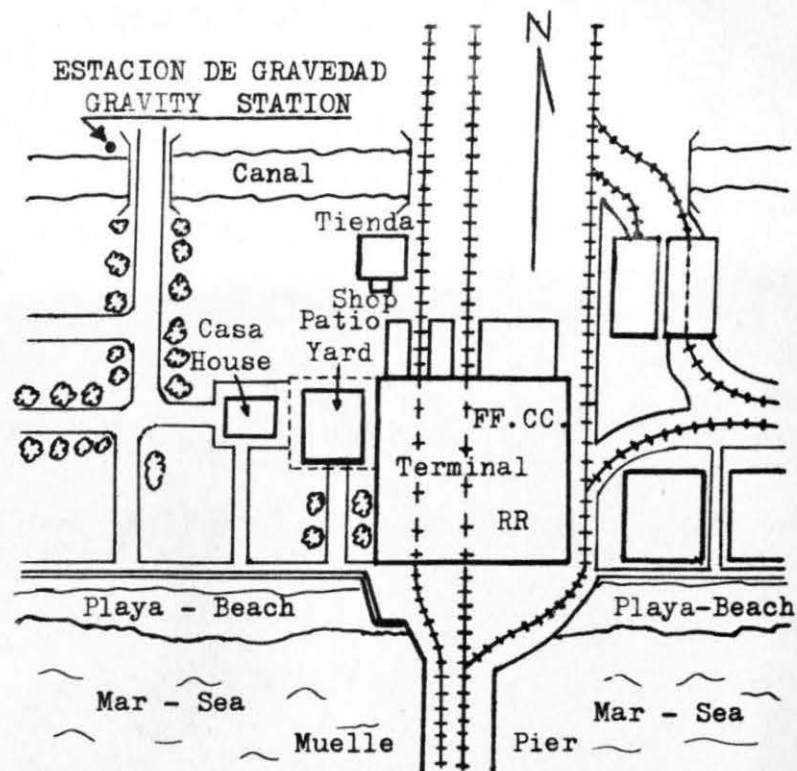 N
ESTACION DE GRAVEDAD
GRAVITY STATION
Canal
Tienda
Shop
Patio
Casa
House
Yard
FF.CC.
Terminal
RR
Playa - Beach
Playa-Beach
Mar - Sea
Mar - Sea
Muelle Pier